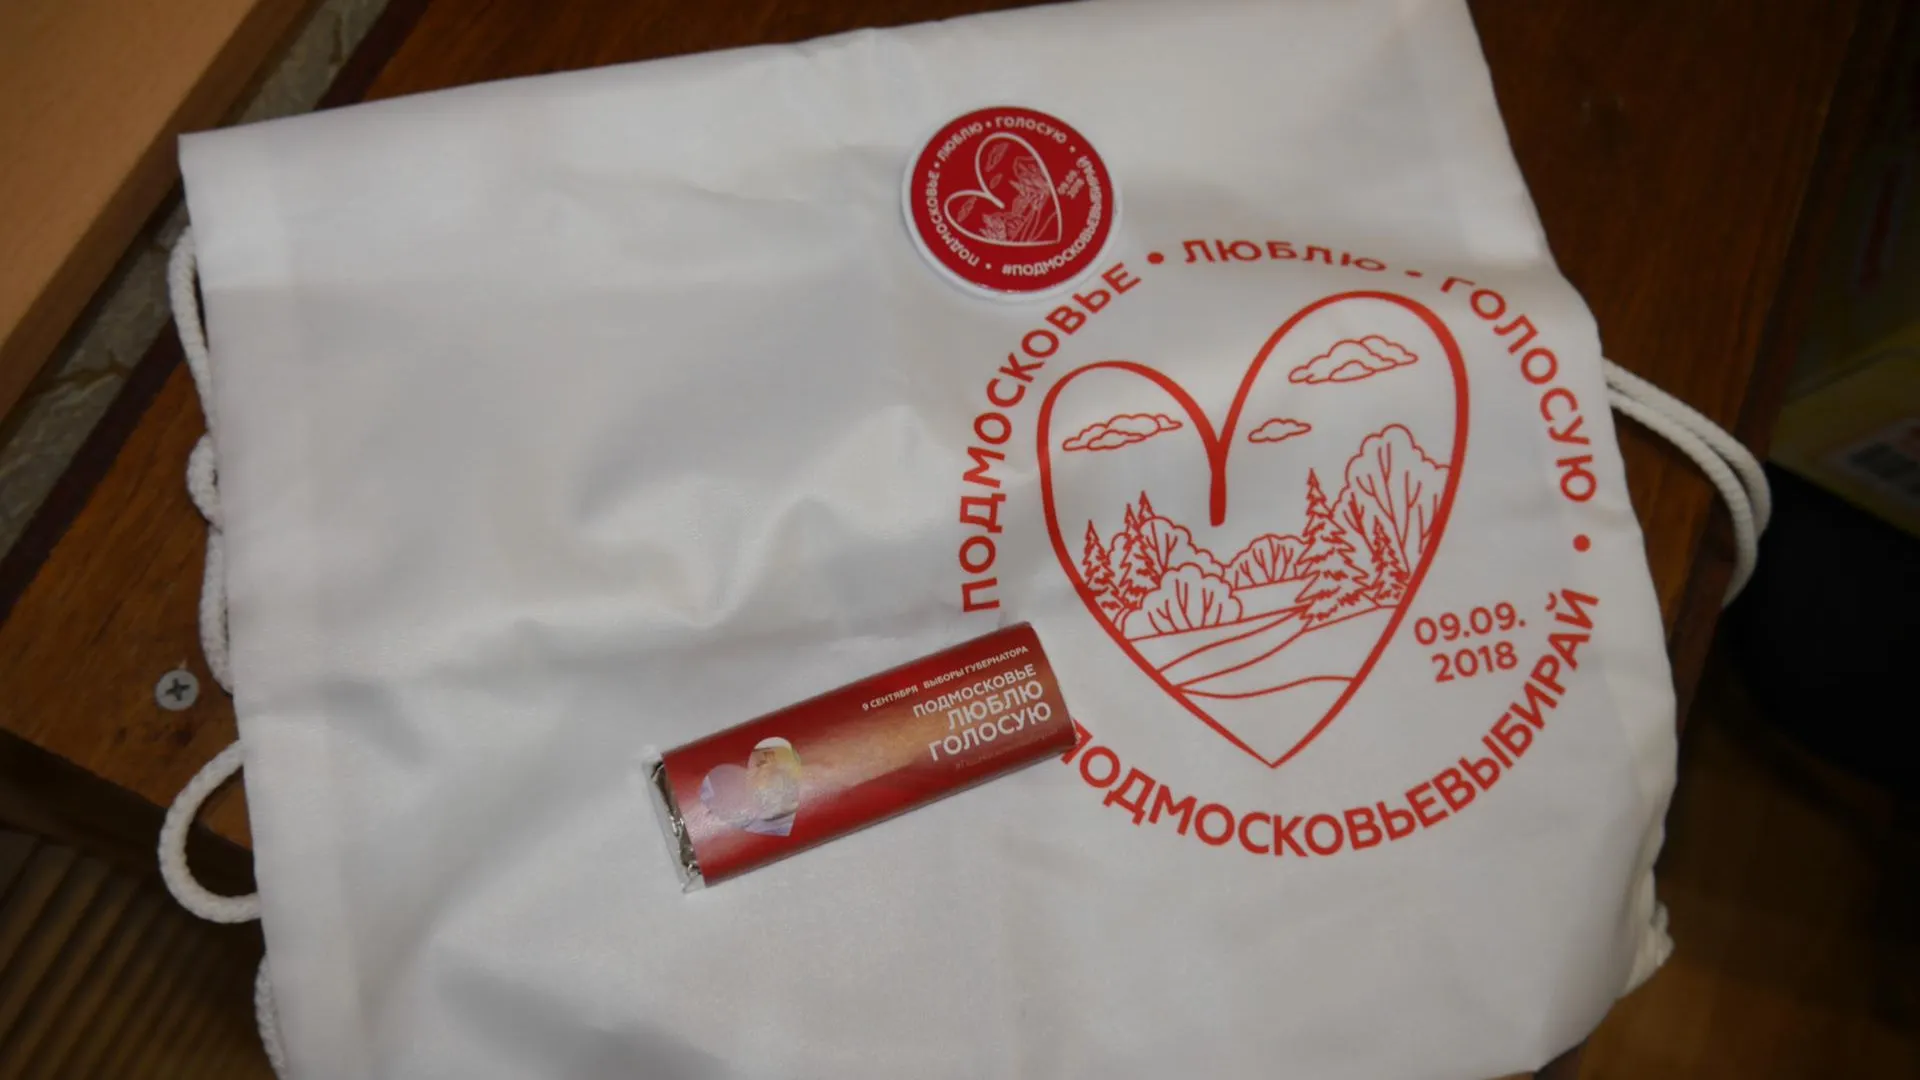 ПОДМОСКОВЬЕ • ЛЮБЛЮ • ГОЛОСУЮ •
09.09.
2018
#ПОДМОСКОВЬЕВЫБИРАЙ •
ПОДМОСКОВЬЕ • ЛЮБЛЮ • ГОЛОСУЮ •
09.09.
2018
ПОДМОСКОВЬЕВЫБИРАЙ
9 СЕНТЯБРЯ ВЫБОРЫ ГУБЕРНАТОРА
ПОДМОСКОВЬЕ
ЛЮБЛЮ
ГОЛОСУЮ